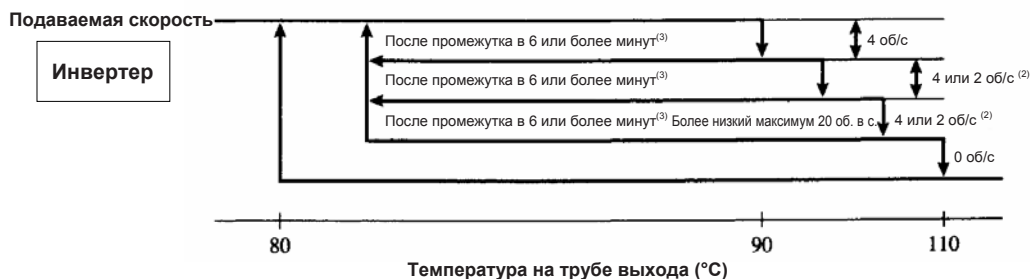 Подаваемая скорость
Инвертер
После промежутка в 6 или более минут(3)
4 об/с
После промежутка в 6 или более минут(3)
4 или 2 об/с (2)
После промежутка в 6 или более минут(3) Более низкий максимум 20 об. в с.
4 или 2 об/с (2)
0 об/с
80 90 110
Температура на трубе выхода (°C)